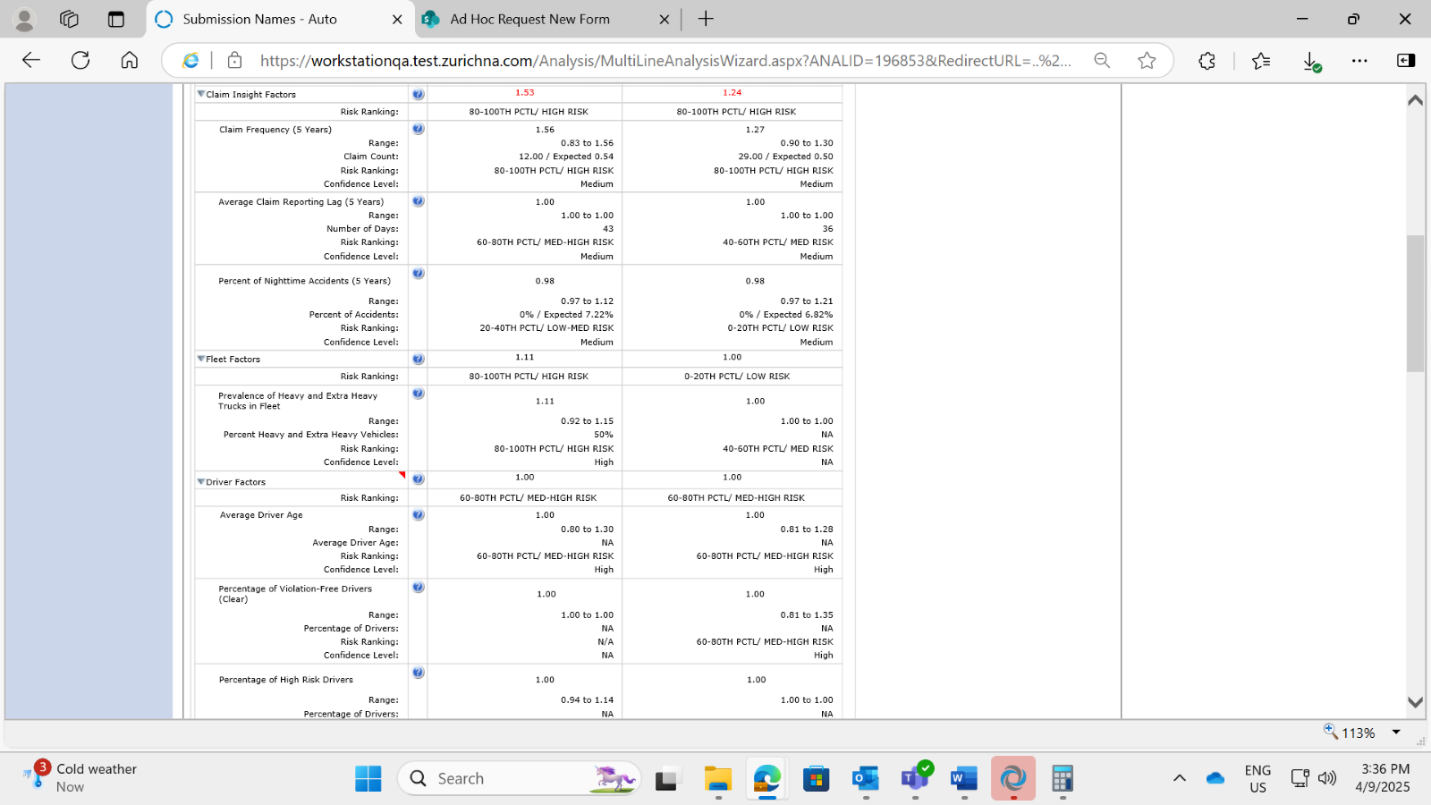 Submission Names - Auto
Ad Hoc Request New Form
https://workstationqa.test.zurichna.com/Analysis/MultiLineAnalysisWizard.aspx?ANALID=196853&RedirectURL=..%2...
Claim Insight Factors 1.53 1.24
Risk Ranking: 80-100TH PCTL/ HIGH RISK 80-100TH PCTL/ HIGH RISK
Claim Frequency (5 Years) 1.56 1.27
Range: 0.83 to 1.56 0.90 to 1.30
Claim Count: 12.00 / Expected 0.54 29.00 / Expected 0.50
Risk Ranking: 80-100TH PCTL/ HIGH RISK 80-100TH PCTL/ HIGH RISK
Confidence Level: Medium Medium
Average Claim Reporting Lag (5 Years) 1.00 1.00
Range: 1.00 to 1.00 1.00 to 1.00
Number of Days: 43 36
Risk Ranking: 60-80TH PCTL/ MED-HIGH RISK 40-60TH PCTL/ MED RISK
Confidence Level: Medium Medium
Percent of Nighttime Accidents (5 Years) 0.98 0.98
Range: 0.97 to 1.12 0.97 to 1.21
Percent of Accidents: 0% / Expected 7.22% 0% / Expected 6.82%
Risk Ranking: 20-40TH PCTL/ LOW-MED RISK 0-20TH PCTL/ LOW RISK
Confidence Level: Medium Medium
Fleet Factors 1.11 1.00
Risk Ranking: 80-100TH PCTL/ HIGH RISK 0-20TH PCTL/ LOW RISK
Prevalence of Heavy and Extra Heavy
Trucks in Fleet 1.11 1.00
Range: 0.92 to 1.15 1.00 to 1.00
Percent Heavy and Extra Heavy Vehicles: 50% NA
Risk Ranking: 80-100TH PCTL/ HIGH RISK 40-60TH PCTL/ MED RISK
Confidence Level: High NA
Driver Factors 1.00 1.00
Risk Ranking: 60-80TH PCTL/ MED-HIGH RISK 60-80TH PCTL/ MED-HIGH RISK
Average Driver Age 1.00 1.00
Range: 0.80 to 1.30 0.81 to 1.28
Average Driver Age: NA NA
Risk Ranking: 60-80TH PCTL/ MED-HIGH RISK 60-80TH PCTL/ MED-HIGH RISK
Confidence Level: High High
Percentage of Violation-Free Drivers
(Clear) 1.00 1.00
Range: 1.00 to 1.00 0.81 to 1.35
Percentage of Drivers: NA NA
Risk Ranking: N/A 60-80TH PCTL/ MED-HIGH RISK
Confidence Level: NA High
Percentage of High Risk Drivers 1.00 1.00
Range: 0.94 to 1.14 1.00 to 1.00
Percentage of Drivers: NA NA
113%
3
Cold weather
Now
Search
ENG
US
3:36 PM
4/9/2025